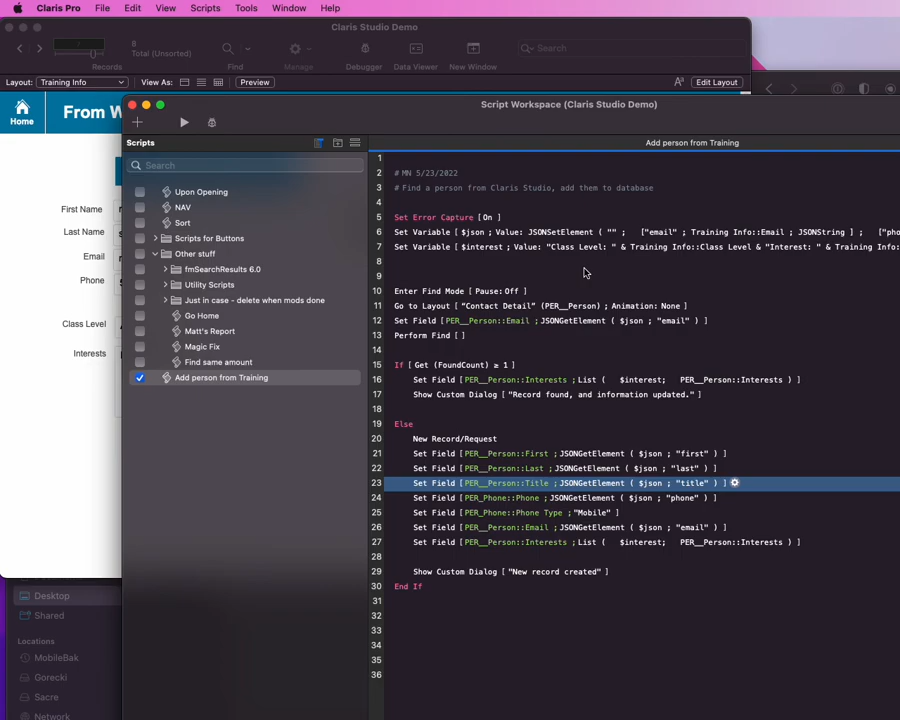 Claris Pro File Edit View Scripts Tools Window Help
Claris Studio Demo
8
Total (Unsorted)
Records Find Manage Debugger Data Viewer New Window
Search
Layout: Training Info View As: Preview Edit Layout
Home
From W
Script Workspace (Claris Studio Demo)
Scripts
Add person from Training
Search
Upon Opening
NAV
Sort
Scripts for Buttons
Other stuff
fmSearchResults 6.0
Utility Scripts
Just in case - delete when mods done
Go Home
Matt's Report
Magic Fix
Find same amount
Add person from Training
First Name
Last Name
Email
Phone
Class Level
Interests
1
2 # MN 5/23/2022
3 # Find a person from Claris Studio, add them to database
4
5 Set Error Capture [ On ]
6 Set Variable [ $json ; Value: JSONSetElement ( "" ; ["email" ; Training Info::Email ; JSONString ] ; ["pho
7 Set Variable [ $interest ; Value: "Class Level: " & Training Info::Class Level & "Interest: " & Training Info:
8
9
10 Enter Find Mode [ Pause: Off ]
11 Go to Layout [ "Contact Detail" (PER__Person) ; Animation: None ]
12 Set Field [ PER__Person::Email ; JSONGetElement ( $json ; "email" ) ]
13 Perform Find [ ]
14
15 If [ Get (FoundCount) ≥ 1 ]
16 Set Field [ PER__Person::Interests ; List ( $interest; PER__Person::Interests ) ]
17 Show Custom Dialog [ "Record found, and information updated." ]
18
19 Else
20 New Record/Request
21 Set Field [ PER__Person::First ; JSONGetElement ( $json ; "first" ) ]
22 Set Field [ PER__Person::Last ; JSONGetElement ( $json ; "last" ) ]
23 Set Field [ PER__Person::Title ; JSONGetElement ( $json ; "title" ) ]
24 Set Field [ PER_Phone::Phone ; JSONGetElement ( $json ; "phone" ) ]
25 Set Field [ PER_Phone::Phone Type ; "Mobile" ]
26 Set Field [ PER__Person::Email ; JSONGetElement ( $json ; "email" ) ]
27 Set Field [ PER__Person::Interests ; List ( $interest; PER__Person::Interests ) ]
28
29 Show Custom Dialog [ "New record created" ]
30 End If
31
32
33
34
35
36
Desktop
Shared
Locations
MobileBak
Gorecki
Sacre
Network